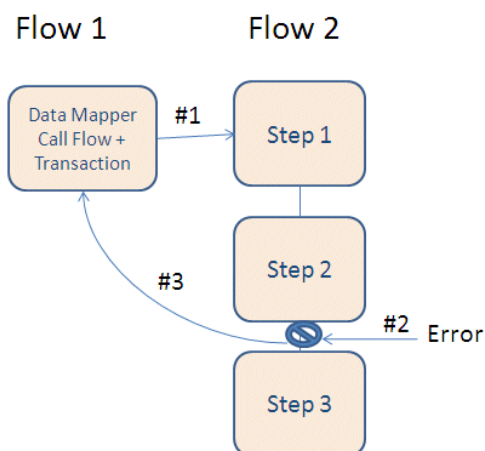 Flow 1
Flow 2
Data Mapper
Call Flow +
Transaction
#1
Step 1
Step 2
#3
#2
Error
Step 3